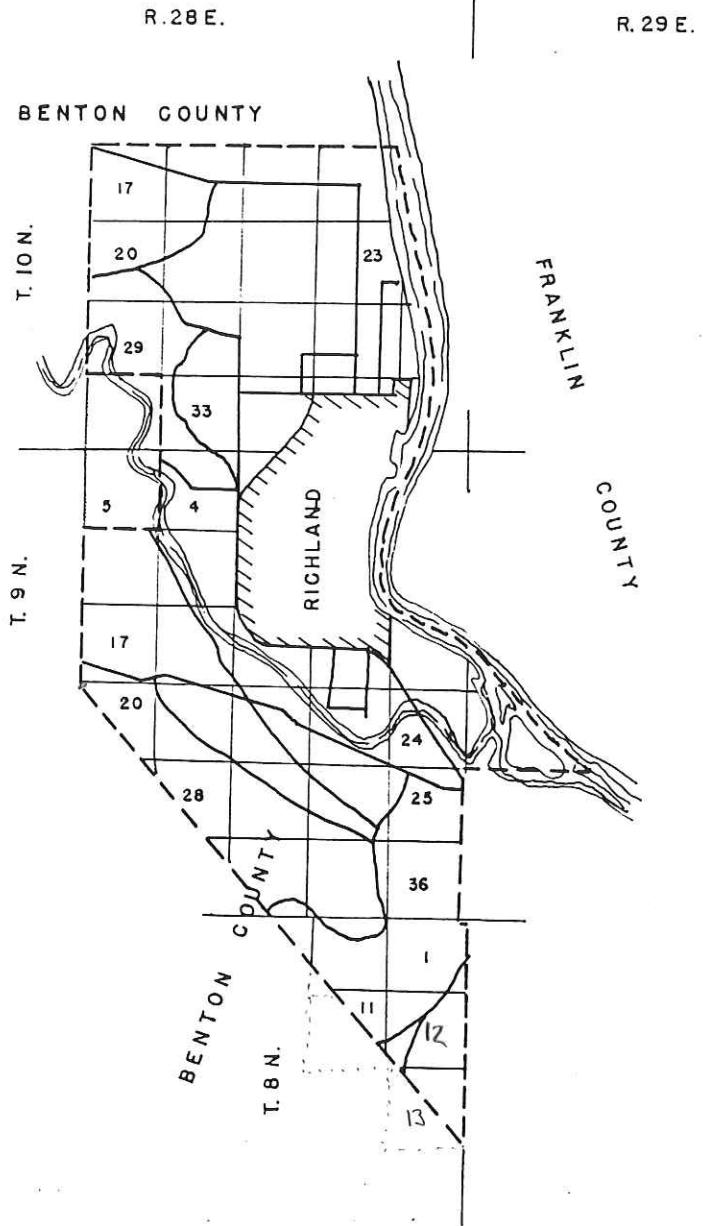 R. 28 E.
R. 29 E.
BENTON COUNTY
17
T. 10 N.
20
23
FRANKLIN
COUNTY
29
33
5
4
RICHLAND
T. 9 N.
17
20
24
28
25
36
BENTON COUNTY
1
11
12
T. 8 N.
13